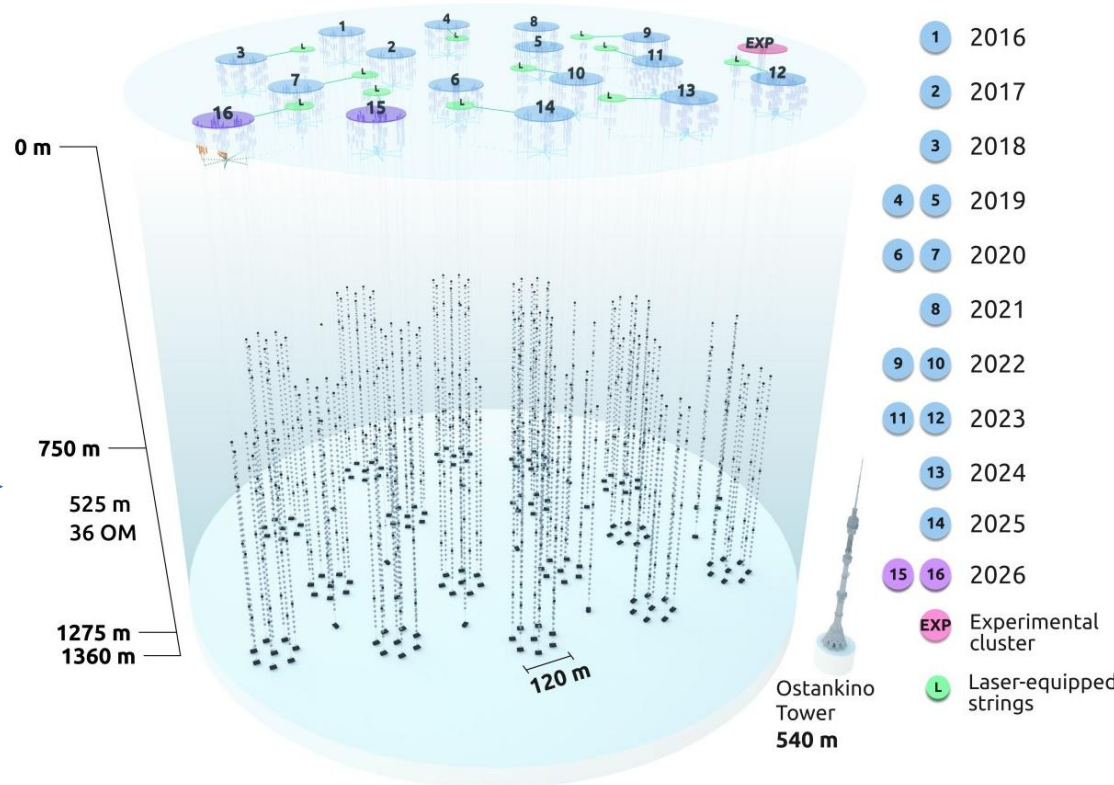 4
8
1
9
3
2
5
EXP
11
7
6
10
12
16
15
14
13
L
L
L
L
L
L
L
L
L
L
L
0 m
750 m
525 m
36 OM
1275 m
1360 m
120 m
Ostankino
Tower
540 m
1 2016
2 2017
3 2018
4 5 2019
6 7 2020
8 2021
9 10 2022
11 12 2023
13 2024
14 2025
15 16 2026
EXP Experimental
cluster
L Laser-equipped
strings